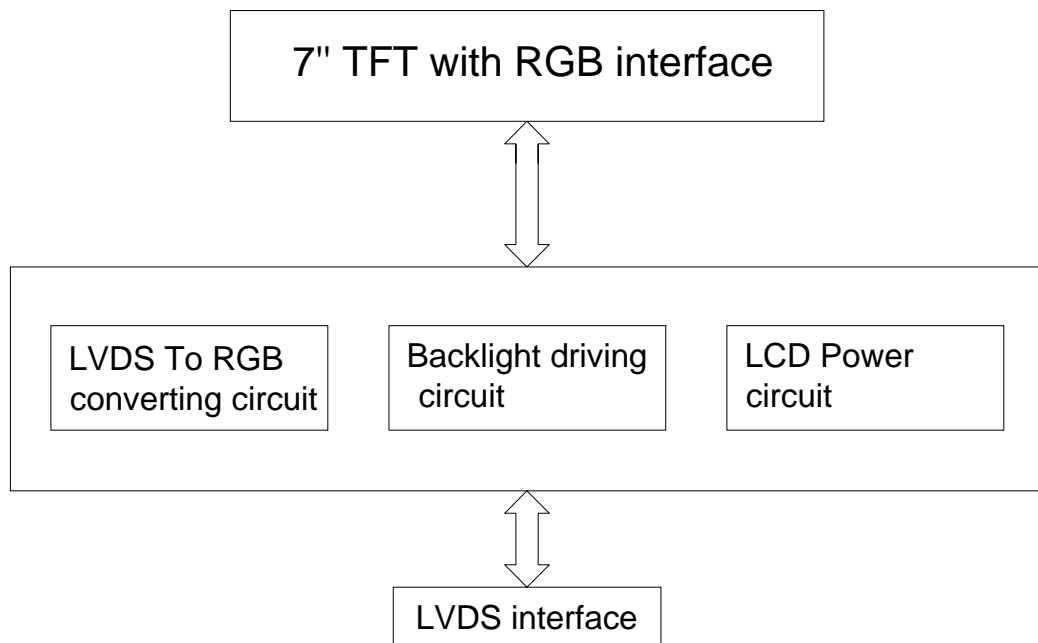 7" TFT with RGB interface
LVDS To RGB
converting circuit
Backlight driving
circuit
LCD Power
circuit
LVDS interface